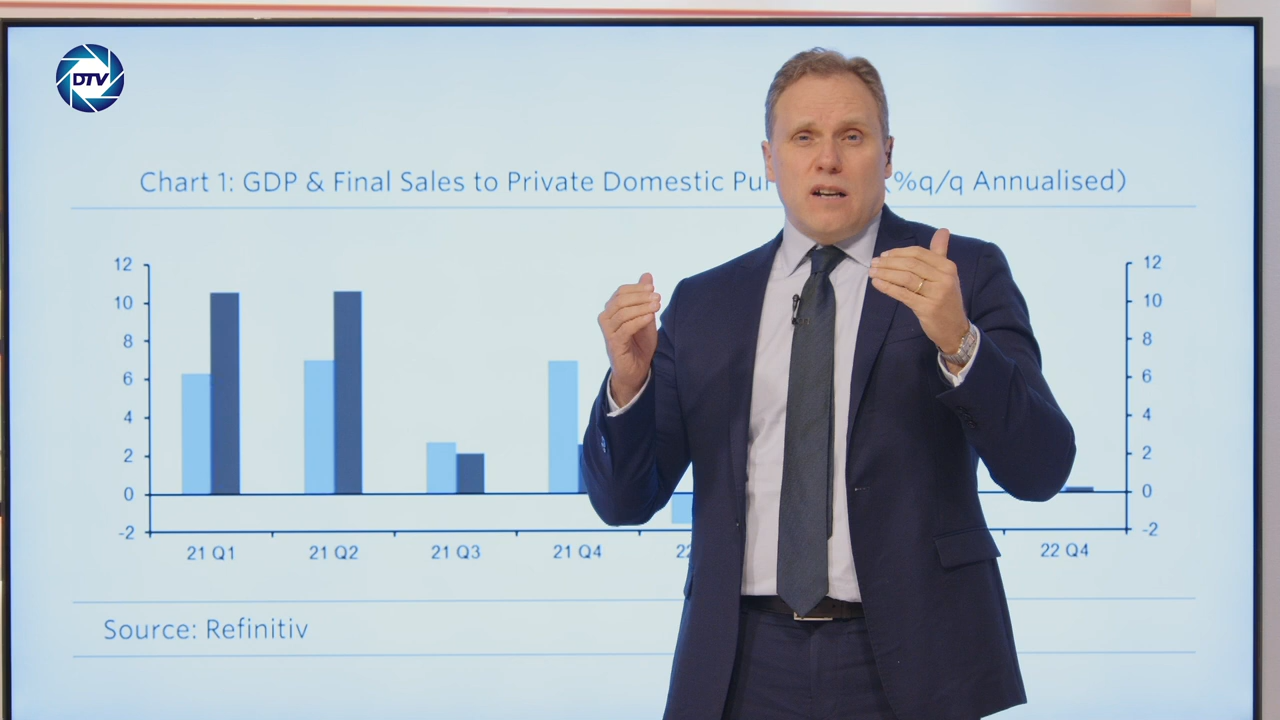 DTV
Chart 1: GDP & Final Sales to Private Domestic (%q/q Annualised)
12 12
10 10
8 8
6 6
4 4
2 2
0 0
-2 -2
21 Q1 21 Q2 21 Q3 21 Q4 22 Q4
Source: Refinitiv